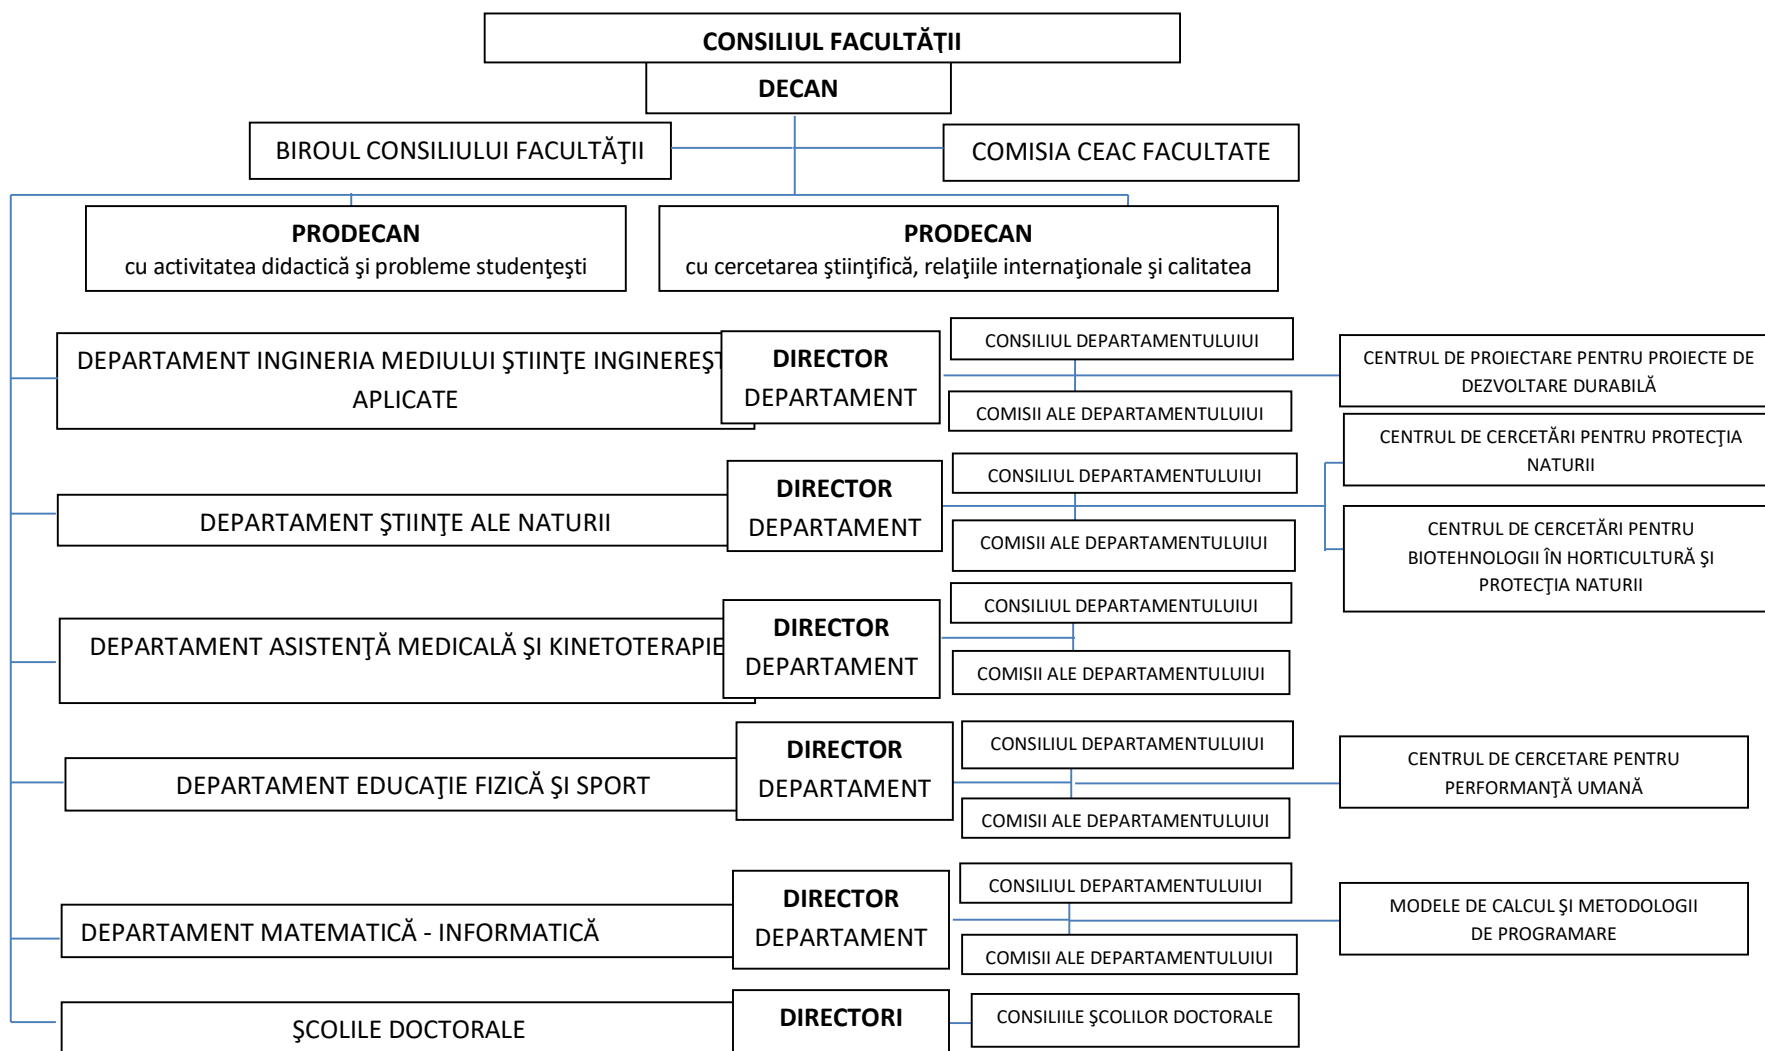 CONSILIUL FACULTĂŢII
DECAN
BIROUL CONSILIULUI FACULTĂŢII
COMISIA CEAC FACULTATE
PRODECAN
cu activitatea didactică şi probleme studenţeşti
PRODECAN
cu cercetarea ştiinţifică, relaţiile internaţionale şi calitatea
DEPARTAMENT INGINERIA MEDIULUI ŞTIINŢE INGINEREŞT
APLICATE
DIRECTOR
DEPARTAMENT
CONSILIUL DEPARTAMENTULUIUI
COMISII ALE DEPARTAMENTULUIUI
CENTRUL DE PROIECTARE PENTRU PROIECTE DE
DEZVOLTARE DURABILĂ
DEPARTAMENT ŞTIINŢE ALE NATURII
DIRECTOR
DEPARTAMENT
CONSILIUL DEPARTAMENTULUIUI
COMISII ALE DEPARTAMENTULUIUI
CENTRUL DE CERCETĂRI PENTRU PROTECŢIA
NATURII
CENTRUL DE CERCETĂRI PENTRU
BIOTEHNOLOGII ÎN HORTICULTURĂ ŞI
PROTECŢIA NATURII
DEPARTAMENT ASISTENŢĂ MEDICALĂ ŞI KINETOTERAPIE
DIRECTOR
DEPARTAMENT
CONSILIUL DEPARTAMENTULUIUI
COMISII ALE DEPARTAMENTULUIUI
DEPARTAMENT EDUCAŢIE FIZICĂ ŞI SPORT
DIRECTOR
DEPARTAMENT
CONSILIUL DEPARTAMENTULUIUI
COMISII ALE DEPARTAMENTULUIUI
CENTRUL DE CERCETARE PENTRU
PERFORMANŢĂ UMANĂ
DEPARTAMENT MATEMATICĂ - INFORMATICĂ
DIRECTOR
DEPARTAMENT
CONSILIUL DEPARTAMENTULUIUI
COMISII ALE DEPARTAMENTULUIUI
MODELE DE CALCUL ŞI METODOLOGII
DE PROGRAMARE
ŞCOLILE DOCTORALE
DIRECTORI
CONSILIILE ŞCOLILOR DOCTORALE